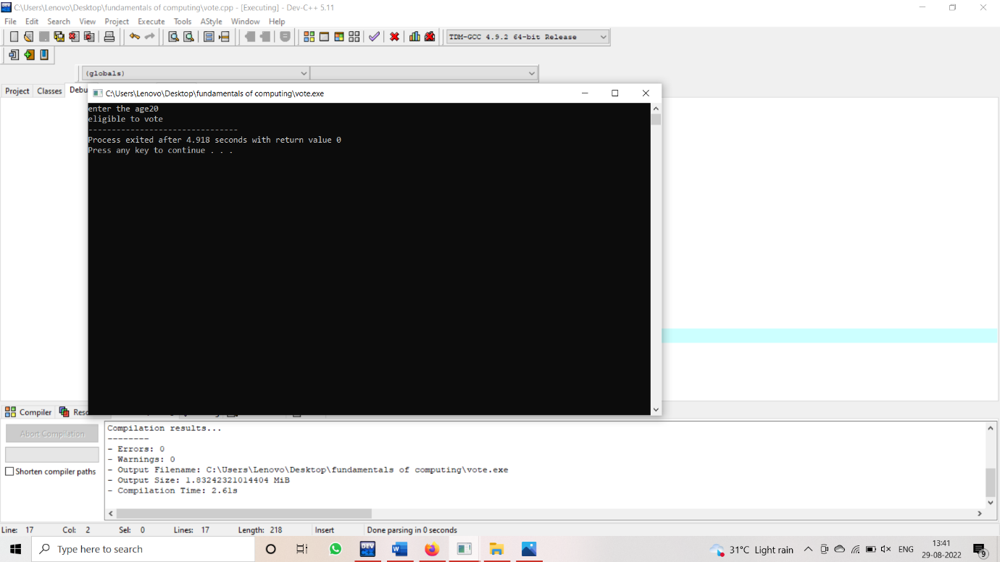 C:\Users\Lenovo\Desktop\fundamentals of computing\vote.cpp - [Executing] - Dev-C++ 5.11
File Edit Search View Project Execute Tools AStyle Window Help
TDM-GCC 4.9.2 64-bit Release
(globals)
Project Classes Debu
C:\Users\Lenovo\Desktop\fundamentals of computing\vote.exe
enter the age20
eligible to vote
--------------------------------
Process exited after 4.918 seconds with return value 0
Press any key to continue . . .
Compiler Resc
Abort Compilation
Shorten compiler paths
Compilation results...
--------
- Errors: 0
- Warnings: 0
- Output Filename: C:\Users\Lenovo\Desktop\fundamentals of computing\vote.exe
- Output Size: 1.83242321014404 MiB
- Compilation Time: 2.61s
Line: 17 Col: 2 Sel: 0 Lines: 17 Length: 218 Insert Done parsing in 0 seconds
Type here to search
DEV
31°C Light rain
ENG
13:41
29-08-2022
9